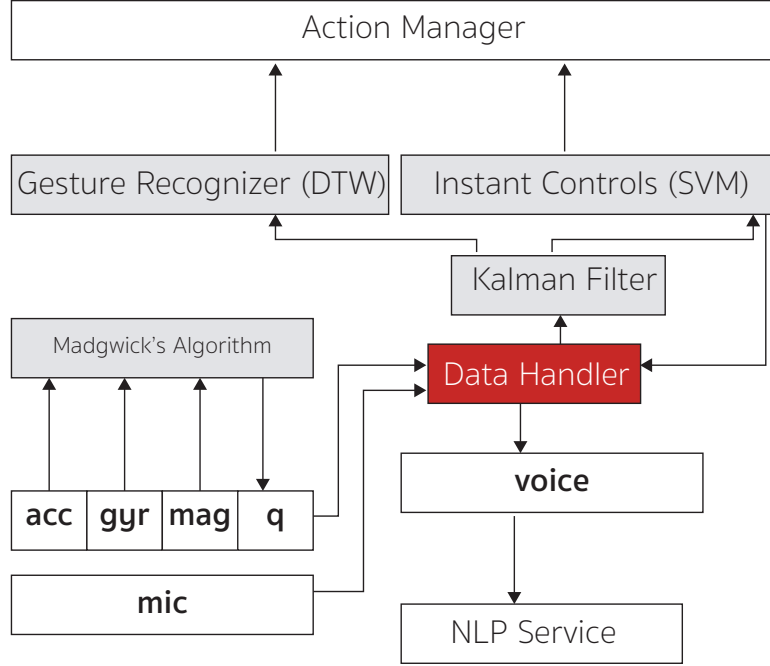 Action Manager
Gesture Recognizer (DTW)
Instant Controls (SVM)
Kalman Filter
Madgwick's Algorithm
Data Handler
acc
gyr
mag
q
voice
mic
NLP Service